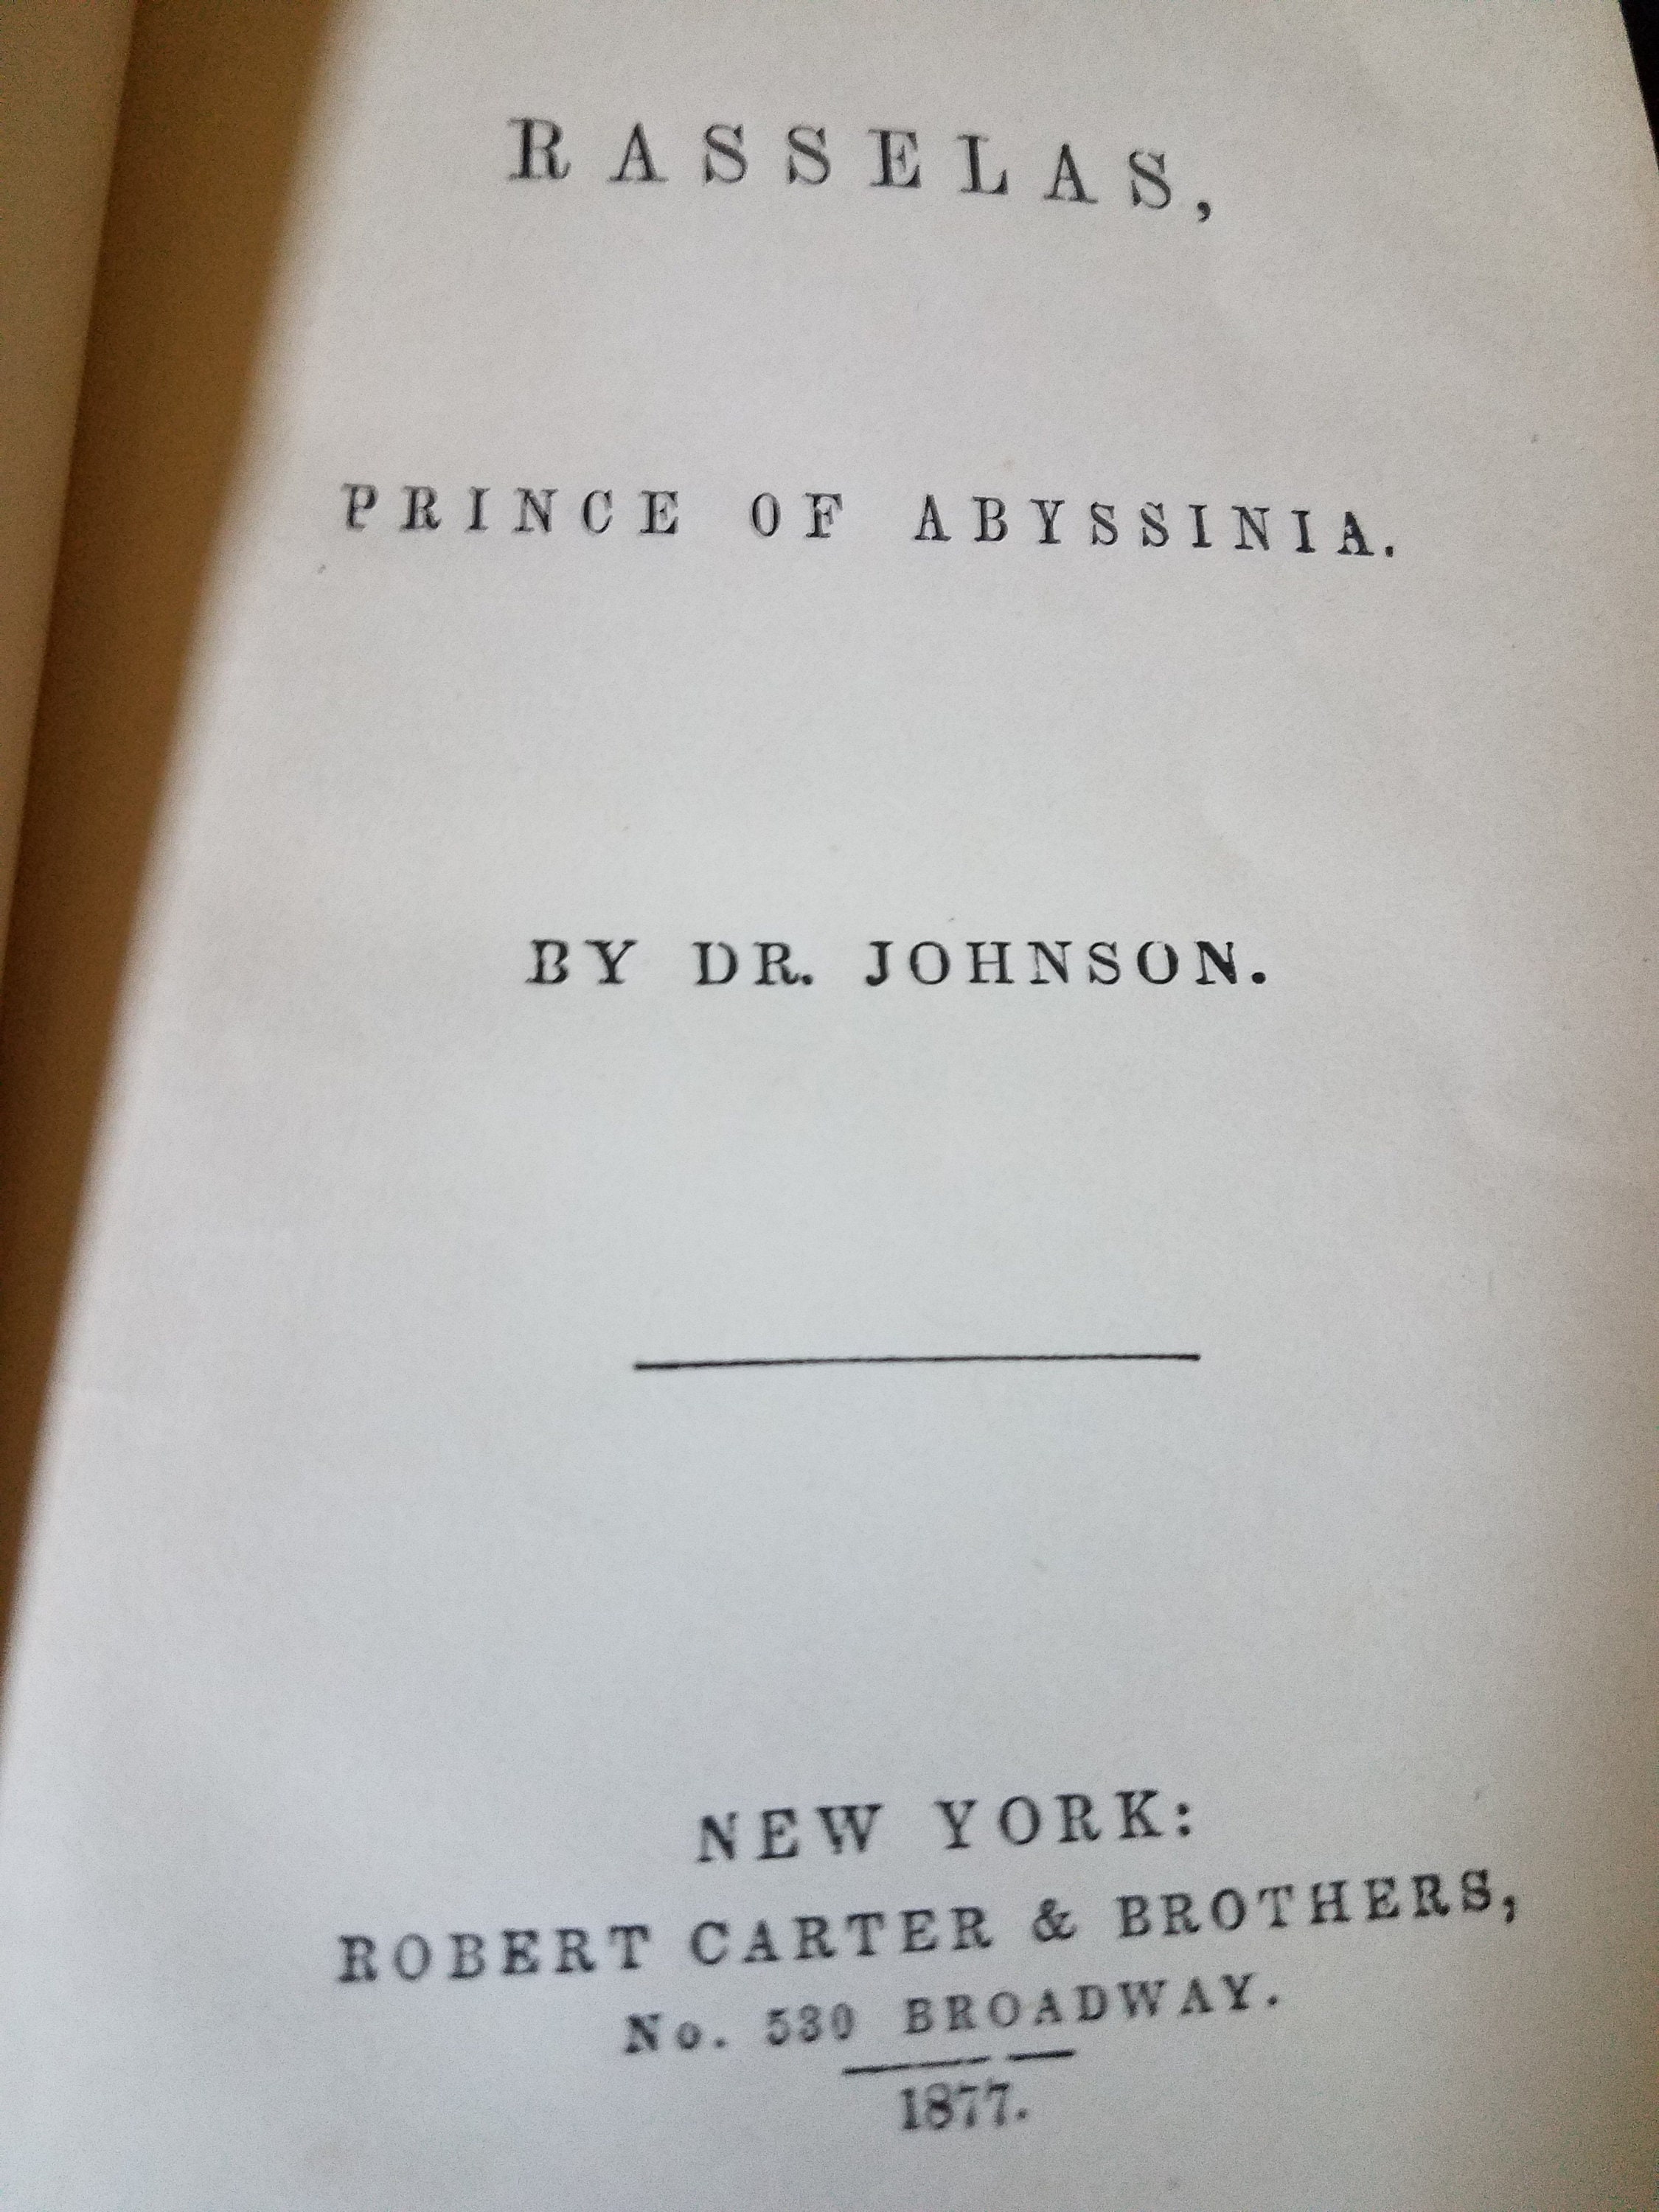 RASSELAS,
PRINCE OF ABYSSINIA.
BY DR. JOHNSON.
NEW YORK:
ROBERT CARTER & BROTHERS,
No. 530 BROADWAY.
1877.